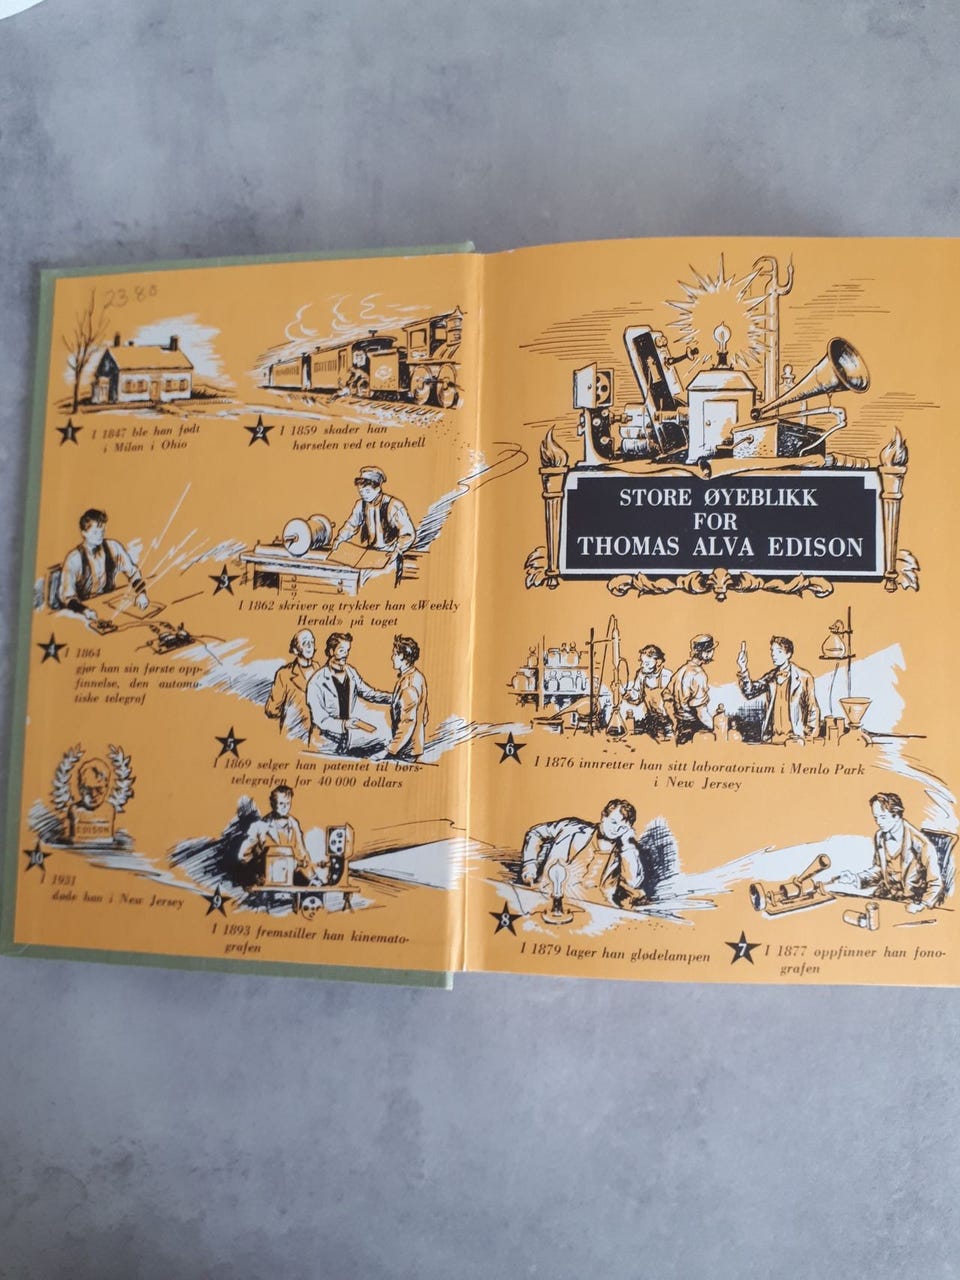 23.80
STORE ØYEBLIKK
FOR
THOMAS ALVA EDISON
1
I 1847 ble han født
i Milan i Ohio
2
I 1859 skader han
hørselen ved et toguhell
3
I 1862 skriver og trykker han «Weekly
Herald» på toget
4
I 1864
gjør han sin første opp-
finnelse, den automa-
tiske telegraf
5
I 1869 selger han patentet til børs-
telegrafen for 40 000 dollars
6
I 1876 innretter han sitt laboratorium i Menlo Park
i New Jersey
7
I 1877 oppfinner han fono-
grafen
8
I 1879 lager han glødelampen
9
I 1893 fremstiller han kinemato-
grafen
EDISON
10
I 1931
døde han i New Jersey